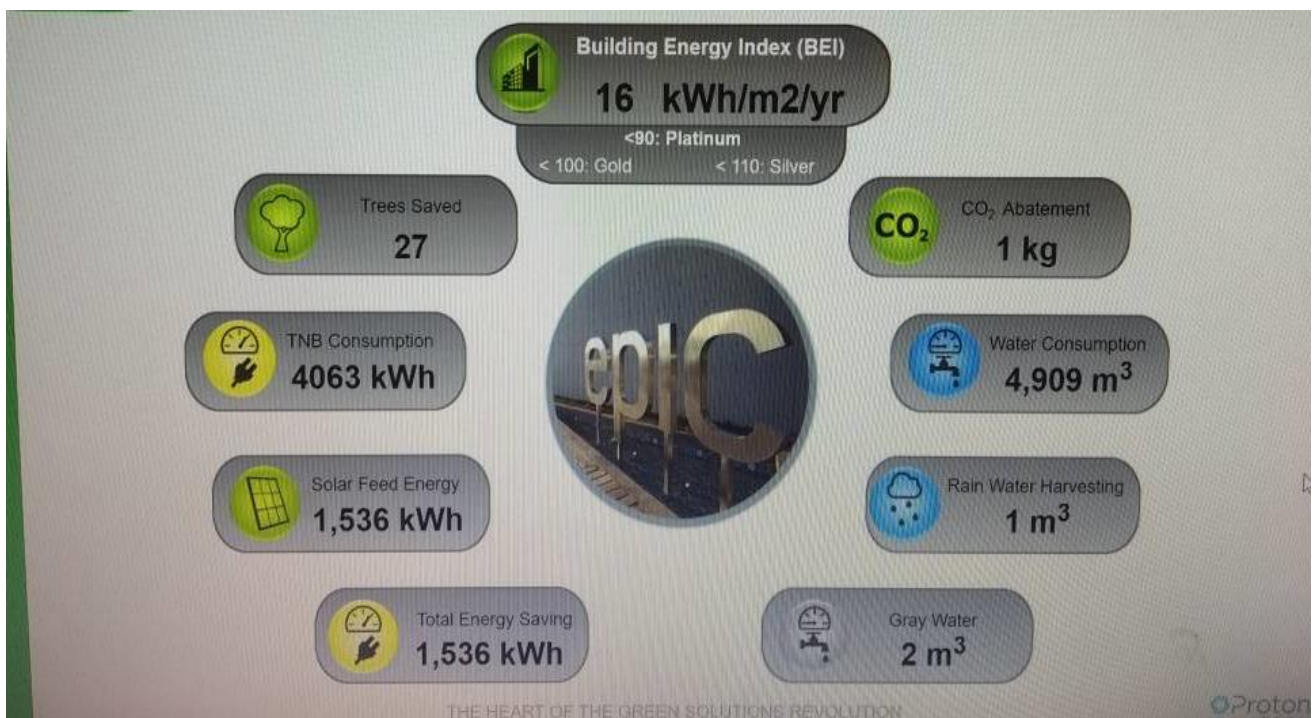 Building Energy Index (BEI)
16 kWh/m2/yr
<90: Platinum
< 100: Gold < 110: Silver
Trees Saved
27
CO₂
CO₂ Abatement
1 kg
TNB Consumption
4063 kWh
epic
Water Consumption
4,909 m³
Solar Feed Energy
1,536 kWh
Rain Water Harvesting
1 m³
Total Energy Saving
1,536 kWh
Gray Water
2 m³
THE HEART OF THE GREEN SOLUTIONS REVOLUTION
Proton